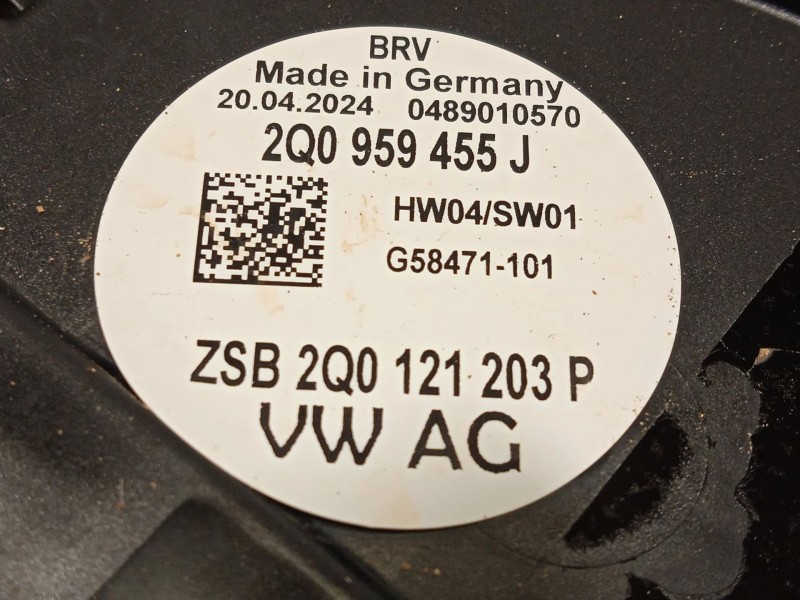 BRV
Made in Germany
20.04.2024 0489010570
2Q0 959 455 J
HW04/SW01
G58471-101
ZSB 2Q0 121 203 P
VW AG